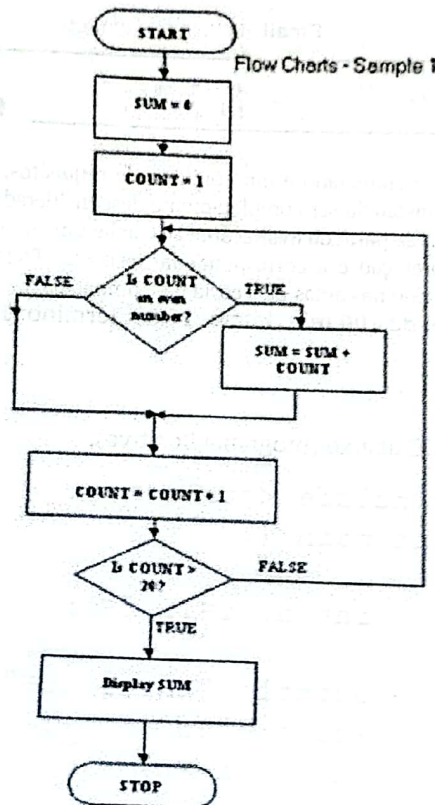 START
Flow Charts - Sample 1
SUM = 0
COUNT = 1
Is COUNT
an even
number?
FALSE
TRUE
SUM = SUM +
COUNT
COUNT = COUNT + 1
Is COUNT >
20?
FALSE
TRUE
Display SUM
STOP